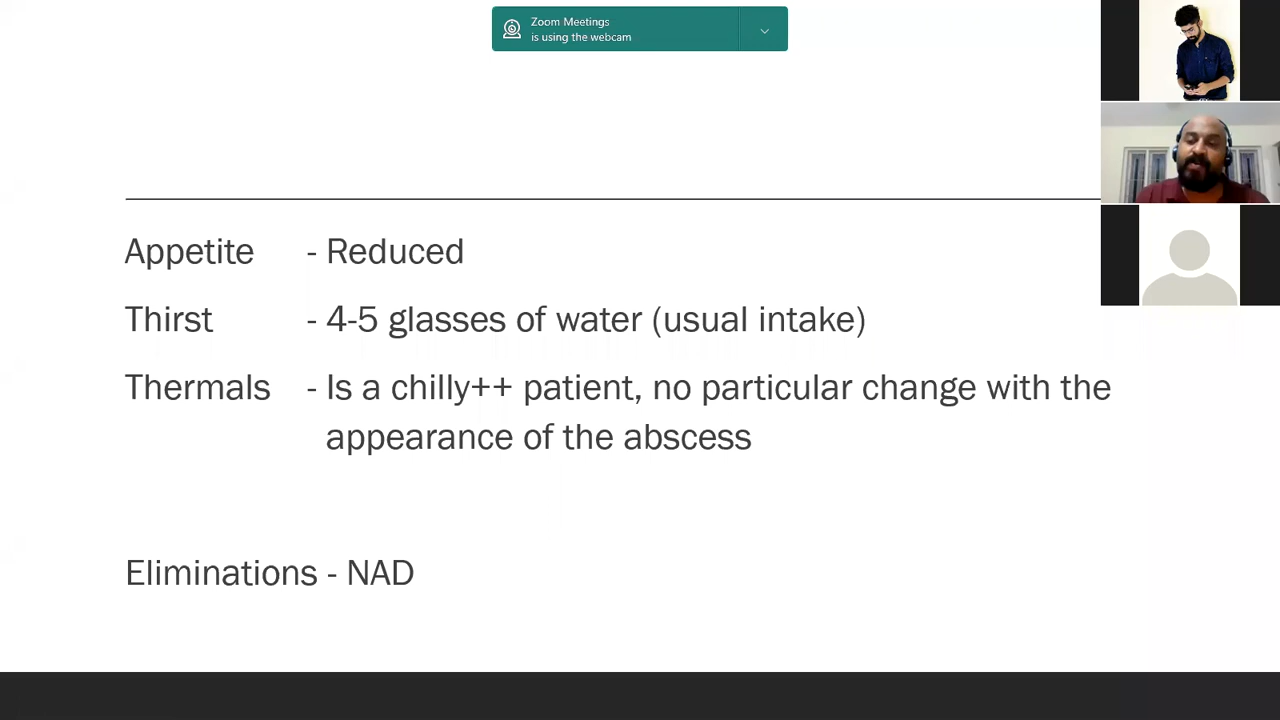 Zoom Meetings
is using the webcam
Appetite - Reduced
Thirst - 4-5 glasses of water (usual intake)
Thermals - Is a chilly++ patient, no particular change with the
appearance of the abscess
Eliminations - NAD